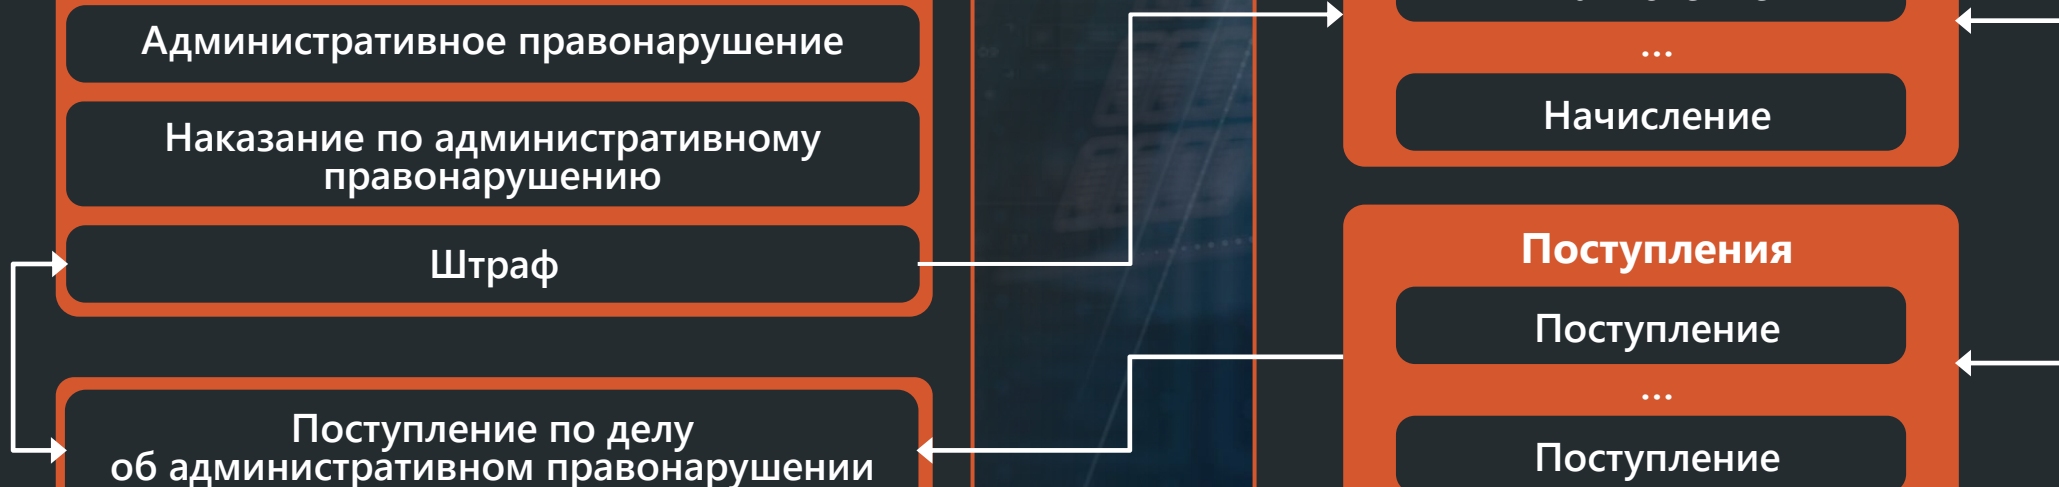 Административное правонарушение
Наказание по административному
правонарушению
Штраф
Поступление по делу
об административном правонарушении
...
Начисление
Поступления
Поступление
...
Поступление